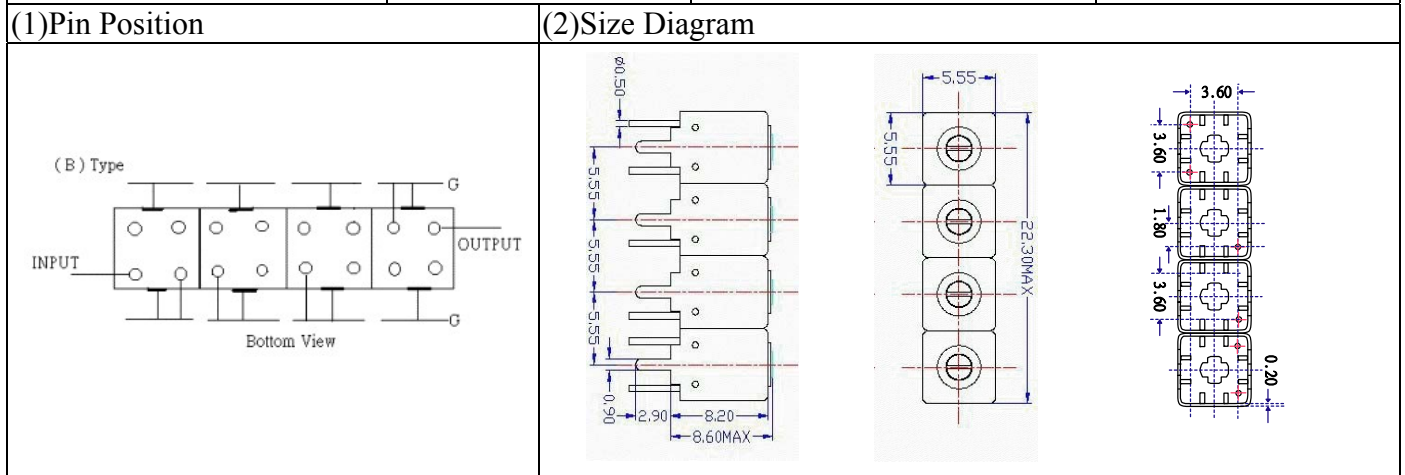 (1)Pin Position
(2)Size Diagram
( B ) Type
G
OUTPUT
INPUT
G
Bottom View
ø0.50
5.55
5.55
5.55
0.90
2.90
8.20
8.60MAX
5.55
5.55
22.30MAX
3.60
3.60
1.80
3.60
0.20